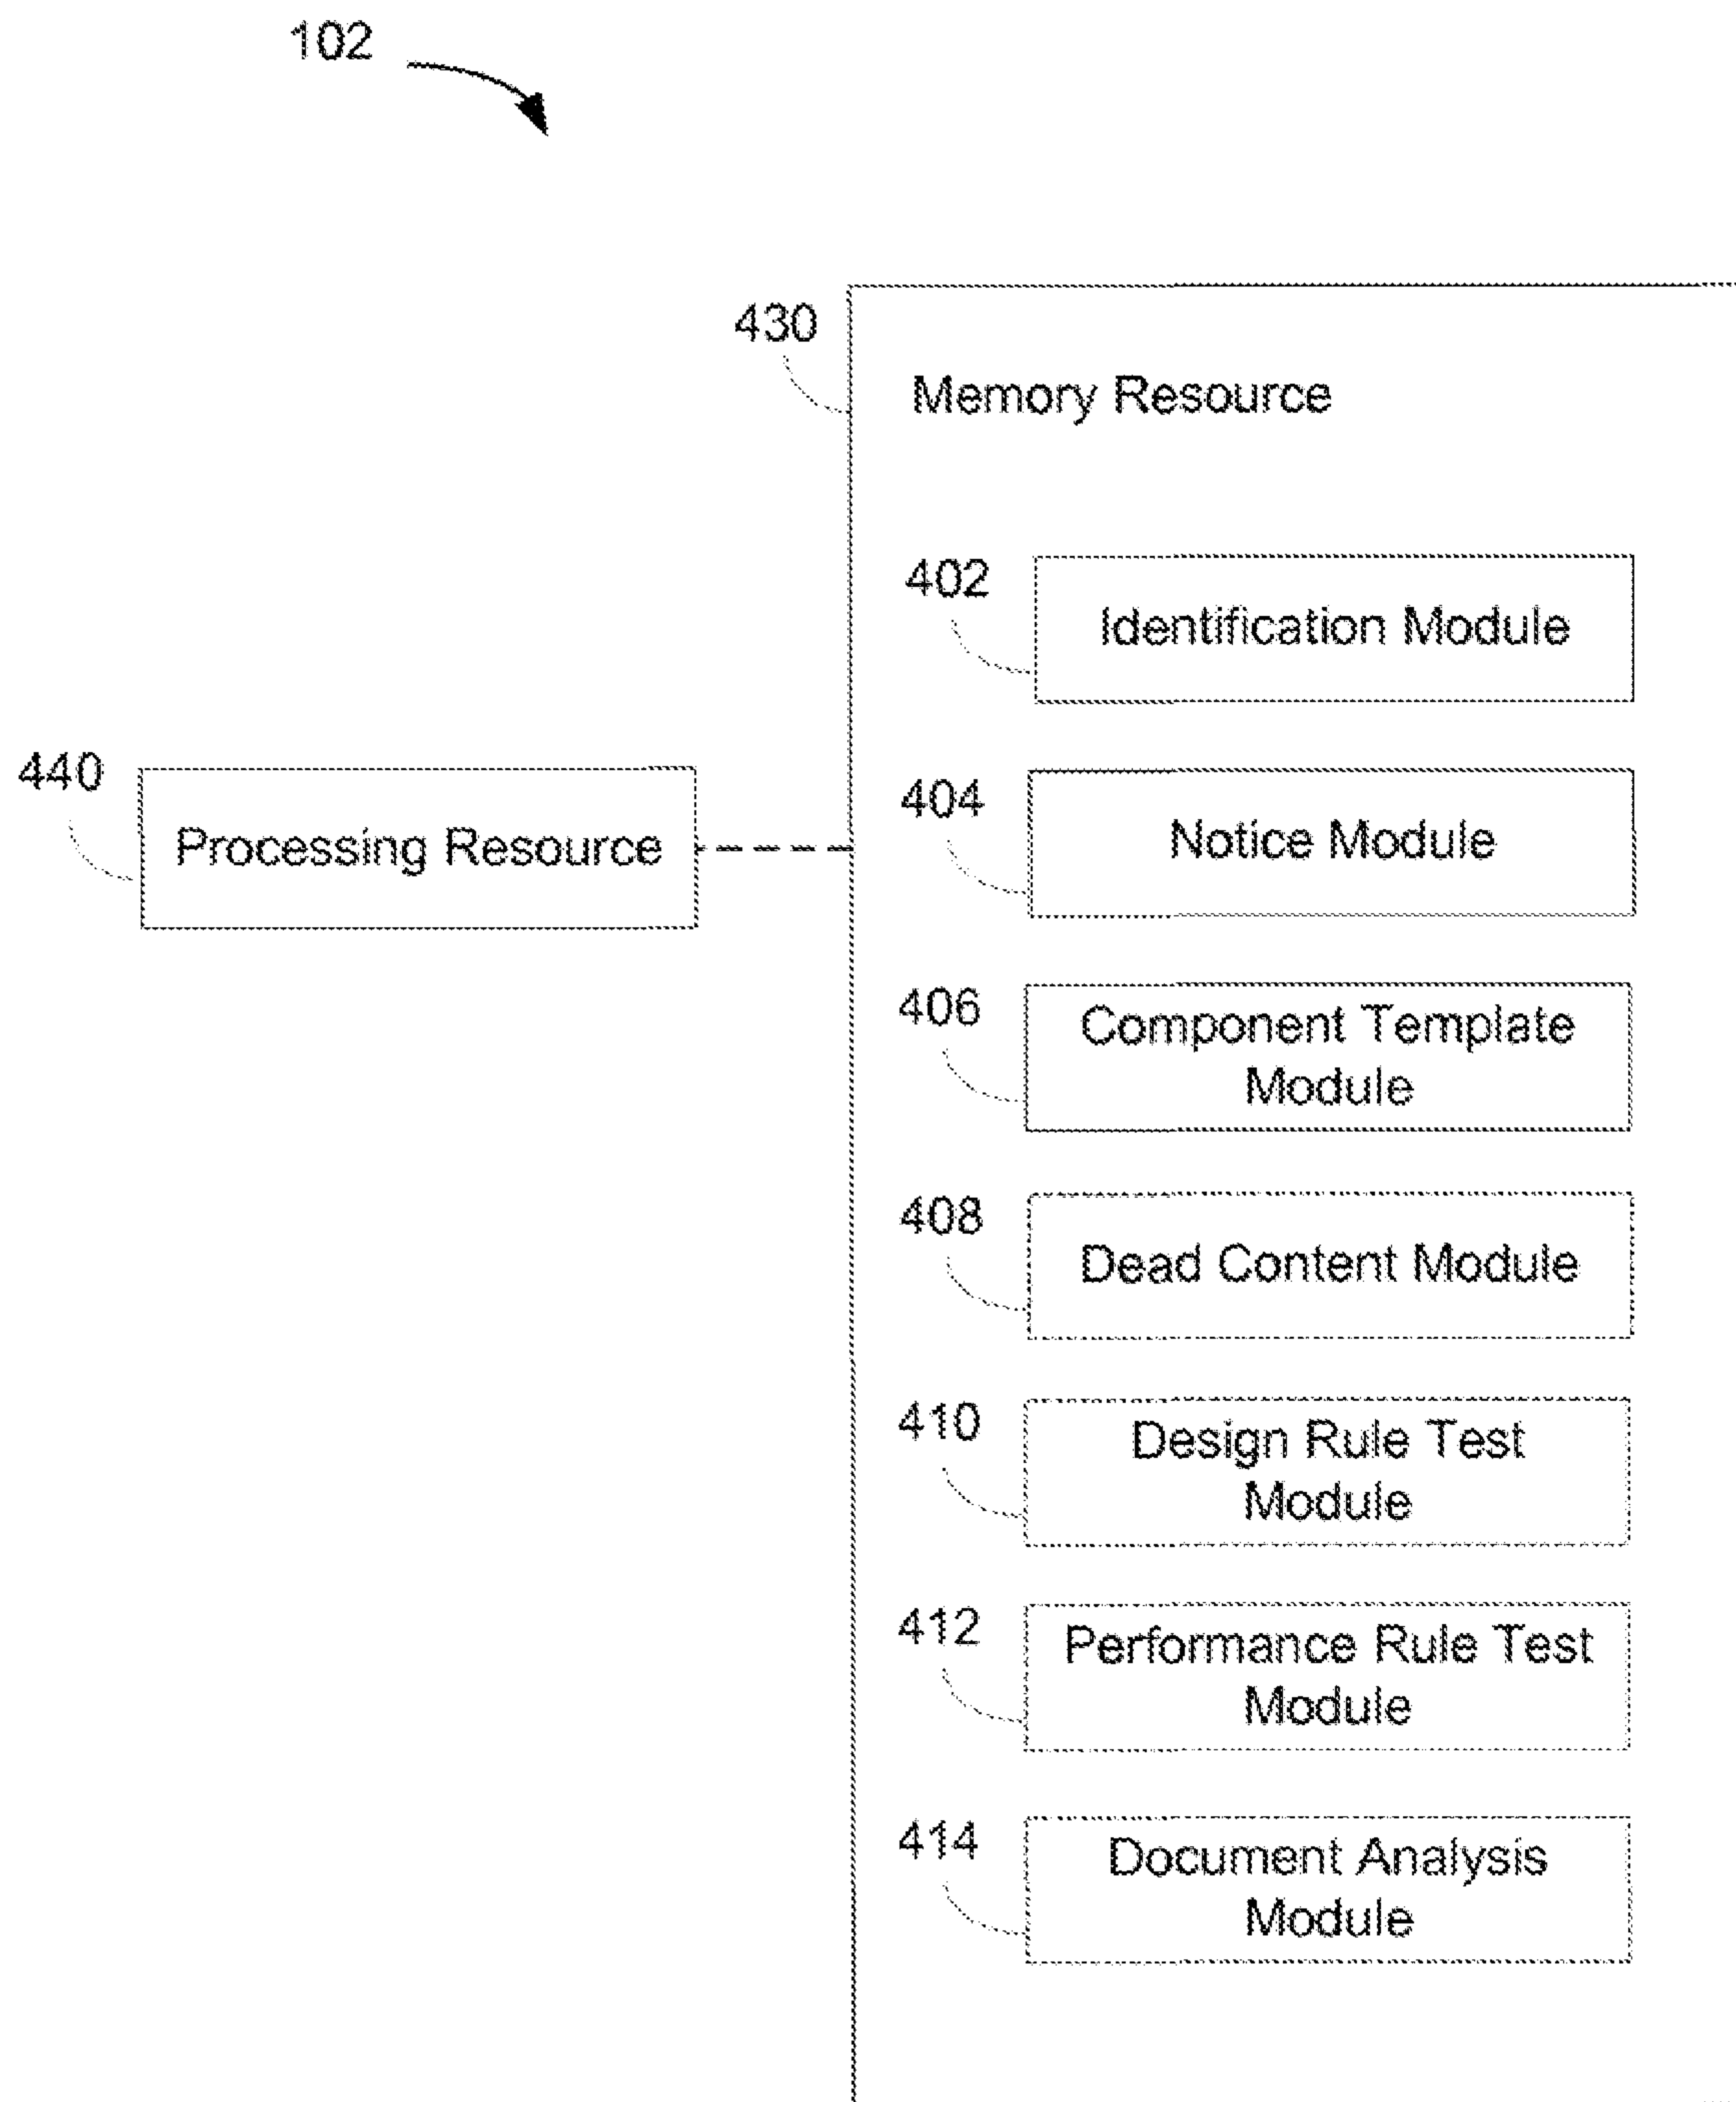 102
430
Memory Resource
402
Identification Module
440
Processing Resource
404
Notice Module
406
Component Template
Module
408
Dead Content Module
410
Design Rule Test
Module
412
Performance Rule Test
Module
414
Document Analysis
Module